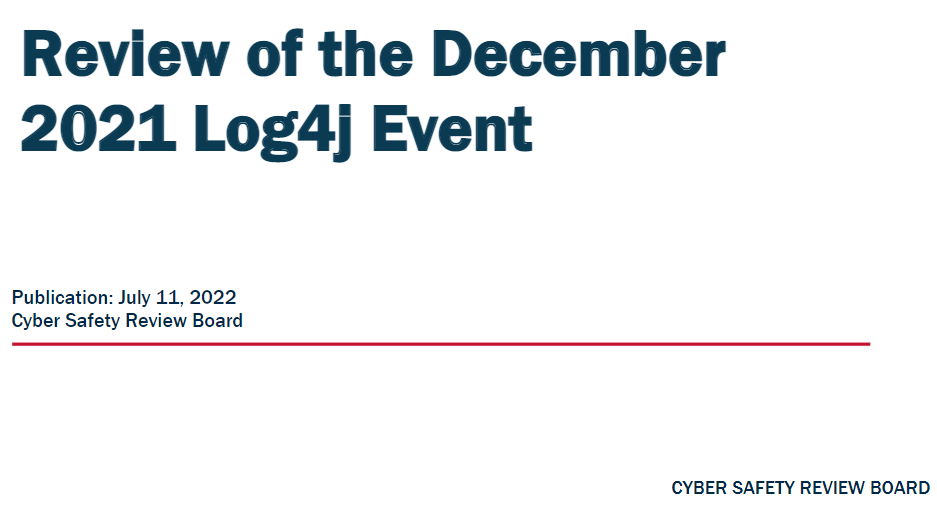 Review of the December
2021 Log4j Event
Publication: July 11, 2022
Cyber Safety Review Board
CYBER SAFETY REVIEW BOARD